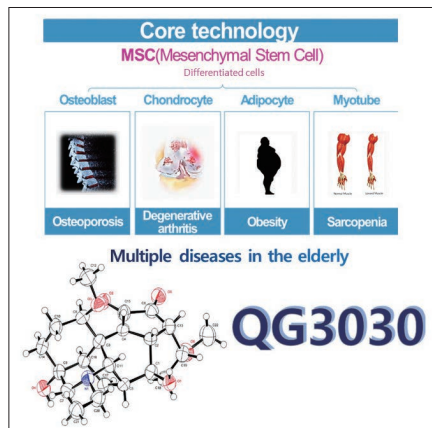 Core technology
MSC(Mesenchymal Stem Cell)
Differentiated cells
Osteoblast Chondrocyte Adipocyte Myotube
Osteoporosis Degenerative arthritis Obesity Sarcopenia
Multiple diseases in the elderly
QG3030